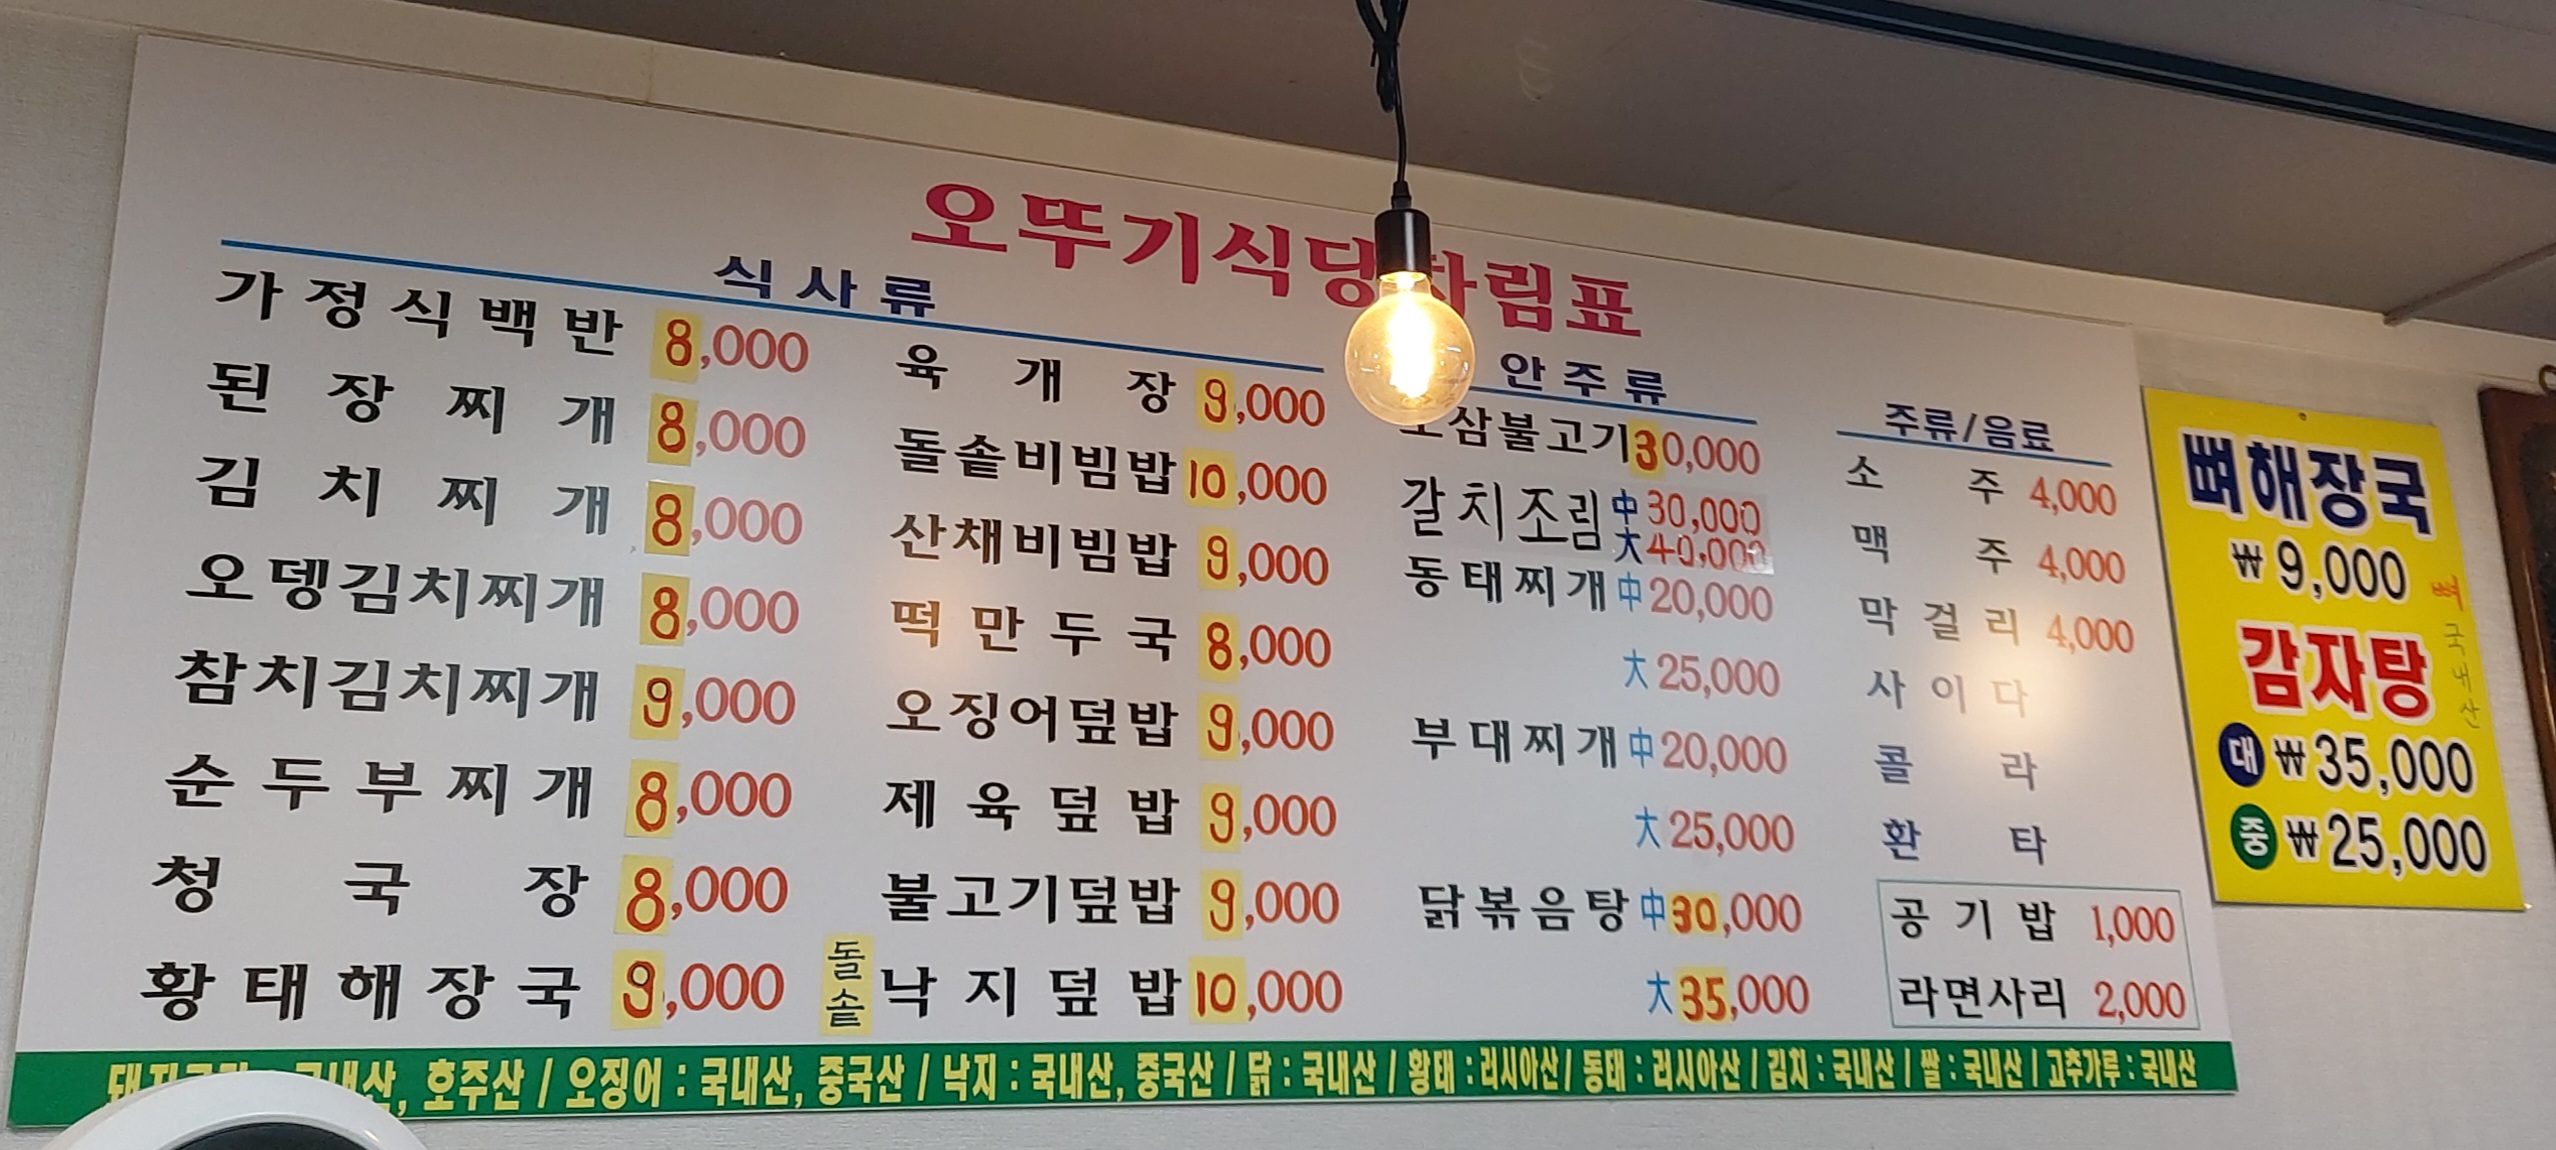 오뚜기식당차림표
식사류
가정식백반 8,000
된장찌개 8,000
김치찌개 8,000
오뎅김치찌개 8,000
참치김치찌개 9,000
순두부찌개 8,000
청국장 8,000
황태해장국 9,000
육개장 9,000
돌솥비빔밥 10,000
산채비빔밥 9,000
떡만두국 8,000
오징어덮밥 9,000
제육덮밥 9,000
불고기덮밥 9,000
돌솥 낙지덮밥 10,000
안주류
오삼불고기 30,000
갈치조림 中 30,000
大 40,000
동태찌개 中 20,000
大 25,000
부대찌개 中 20,000
大 25,000
닭볶음탕 中 30,000
大 35,000
주류/음료
소주 4,000
맥주 4,000
막걸리 4,000
사이다
콜라
환타
공기밥 1,000
라면사리 2,000
국내산, 호주산 / 오징어 : 국내산, 중국산 / 낙지 : 국내산, 중국산 / 닭 : 국내산 / 황태 : 러시아산 / 동태 : 러시아산 / 김치 : 국내산 / 쌀 : 국내산 / 고추가루 : 국내산
뼈해장국
₩9,000
뼈 국내산
감자탕
대 ₩35,000
중 ₩25,000